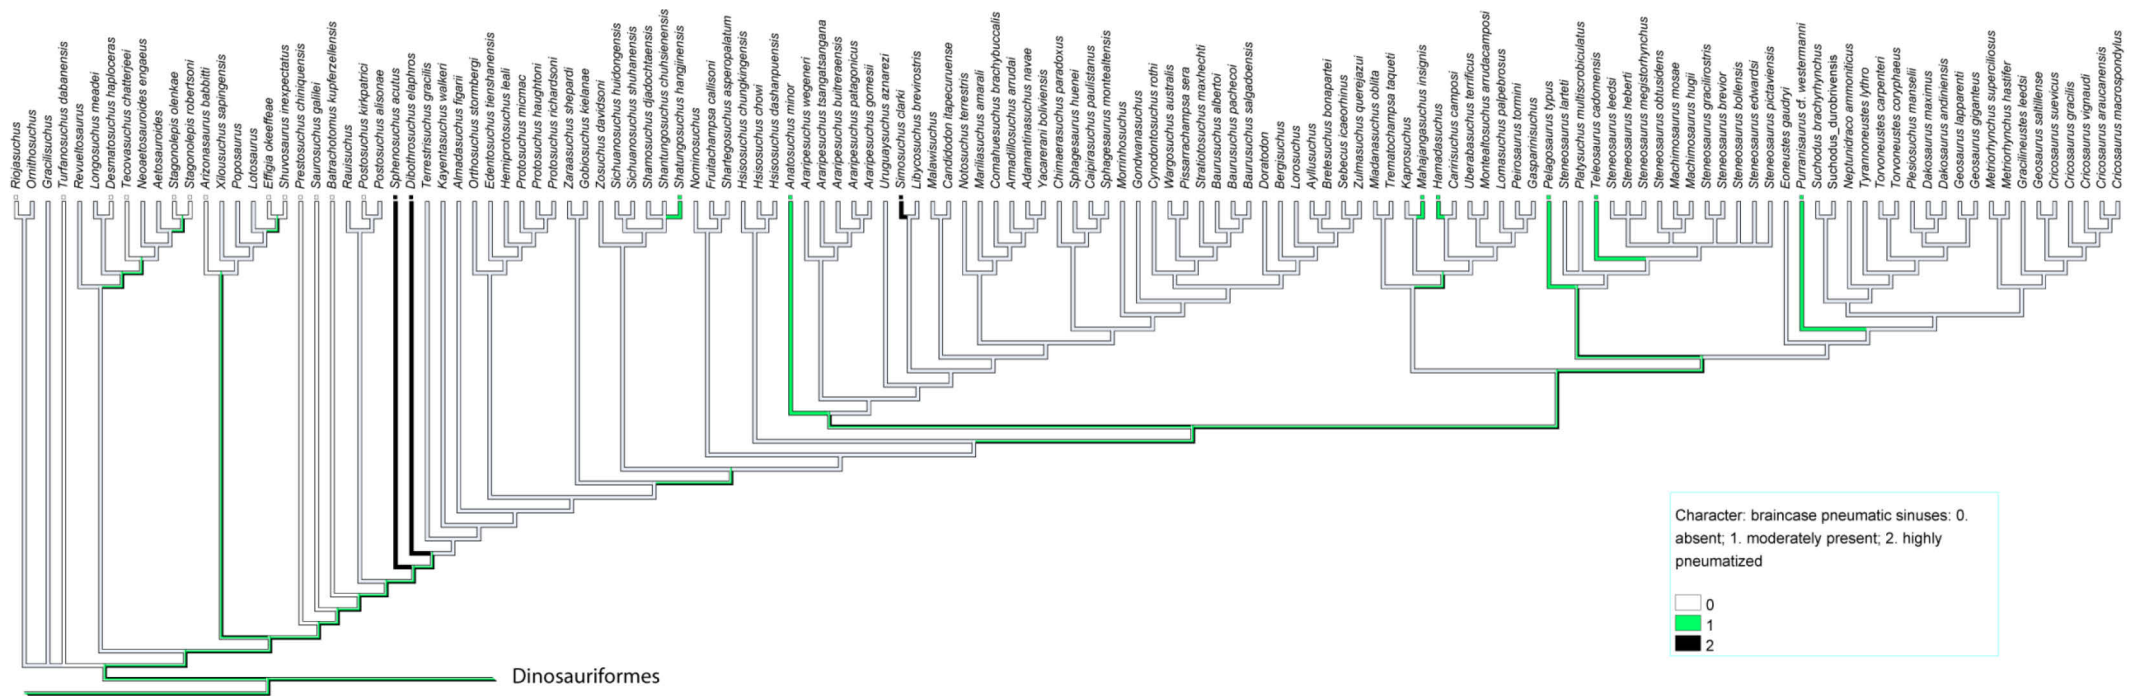 Riojasuchus
Ornithosuchus
Gracilisuchus
Turfanosuchus dabanensis
Revueltosaurus
Longosuchus meadei
Desmatosuchus haploceras
Tecovasuchus chatterjeei
Neoaetosauroides engaeus
Aetosauroides
Stagonolepis olenkae
Stagonolepis robertsoni
Arizonasaurus babbitti
Xilousuchus sapingensis
Poposaurus
Lotosaurus
Effigia okeeffeae
Shuvosaurus inexpectatus
Prestosuchus chiniquensis
Saurosuchus galilei
Batrachotomus kupferzellensis
Rauisuchus
Postosuchus kirkpatrici
Postosuchus alisonae
Sphenosuchus acutus
Dibothrosuchus elaphros
Terrestrisuchus gracilis
Kayentasuchus walkeri
Almadasuchus figarii
Orthosuchus stormbergi
Edentosuchus tienshanensis
Hemiprotosuchus leali
Protosuchus micmac
Protosuchus haughtoni
Protosuchus richardsoni
Zaraasuchus shepardi
Gobiosuchus kielanae
Zosuchus davidsoni
Sichuanosuchus huidongensis
Sichuanosuchus shuhanensis
Shamosuchus djadochtaensis
Shantungosuchus chuhsienensis
Shatungosuchus hangjinensis
Nominosuchus
Fruitachampsa callisoni
Shartegosuchus asperopalatum
Hsisosuchus chungkingensis
Hsisosuchus chowi
Hsisosuchus dashanpuensis
Anatosuchus minor
Araripesuchus wegeneri
Araripesuchus tsangatsangana
Araripesuchus buitreraensis
Araripesuchus patagonicus
Araripesuchus gomesii
Uruguaysuchus aznarezi
Simosuchus clarki
Libycosuchus brevirostris
Malawisuchus
Candidodon itapecuruense
Notosuchus terrestris
Mariliasuchus amarali
Comahuesuchus brachybuccalis
Armadillosuchus arrudai
Adamantinasuchus navae
Yacarerani boliviensis
Chimaerasuchus paradoxus
Sphagesaurus huenei
Caipirasuchus paulistanus
Sphagesaurus montealtensis
Morrinhosuchus
Gondwanasuchus
Cynodontosuchus rothi
Wargosuchus australis
Pissarrachampsa sera
Stratiotosuchus maxhechti
Baurusuchus albertoi
Baurusuchus pachecoi
Baurusuchus salgadoensis
Doratodon
Bergisuchus
Lorosuchus
Ayllusuchus
Bretesuchus bonapartei
Sebecus icaeorhinus
Zulmasuchus querejazui
Miadanasuchus oblita
Trematochampsa taqueti
Kaprosuchus
Mahajangasuchus insignis
Hamadasuchus
Caririsuchus camposi
Uberabasuchus terrificus
Montealtosuchus arrudacamposi
Lomasuchus palpebrosus
Peirosaurus tormini
Gasparinisuchus
Pelagosaurus typus
Steneosaurus larteti
Platysuchus multiscrobiculatus
Teleosaurus cadomensis
Steneosaurus leedsi
Steneosaurus heberti
Steneosaurus megistorhynchus
Steneosaurus obtusidens
Machimosaurus mosae
Machimosaurus hugii
Steneosaurus gracilirostris
Steneosaurus brevior
Steneosaurus bollensis
Steneosaurus edwardsi
Steneosaurus pictaviensis
Eoneustes gaudryi
Purranisaurus cf. westermanni
Suchodus brachyrhynchus
Suchodus_durobrivensis
Neptunidraco ammoniticus
Tyrannoneustes lythro
Torvoneustes carpenteri
Torvoneustes coryphaeus
Plesiosuchus manselii
Dakosaurus maximus
Dakosaurus andiniensis
Geosaurus lapparenti
Geosaurus giganteus
Metriorhynchus superciliosus
Metriorhynchus hastifer
Gracilineustes leedsi
Geosaurus saltillense
Cricosaurus suevicus
Cricosaurus gracilis
Cricosaurus vignaudi
Cricosaurus araucanensis
Cricosaurus macrospondylus
Character: braincase pneumatic sinuses: 0.
absent; 1. moderately present; 2. highly
pneumatized
0
1
2
Dinosauriformes